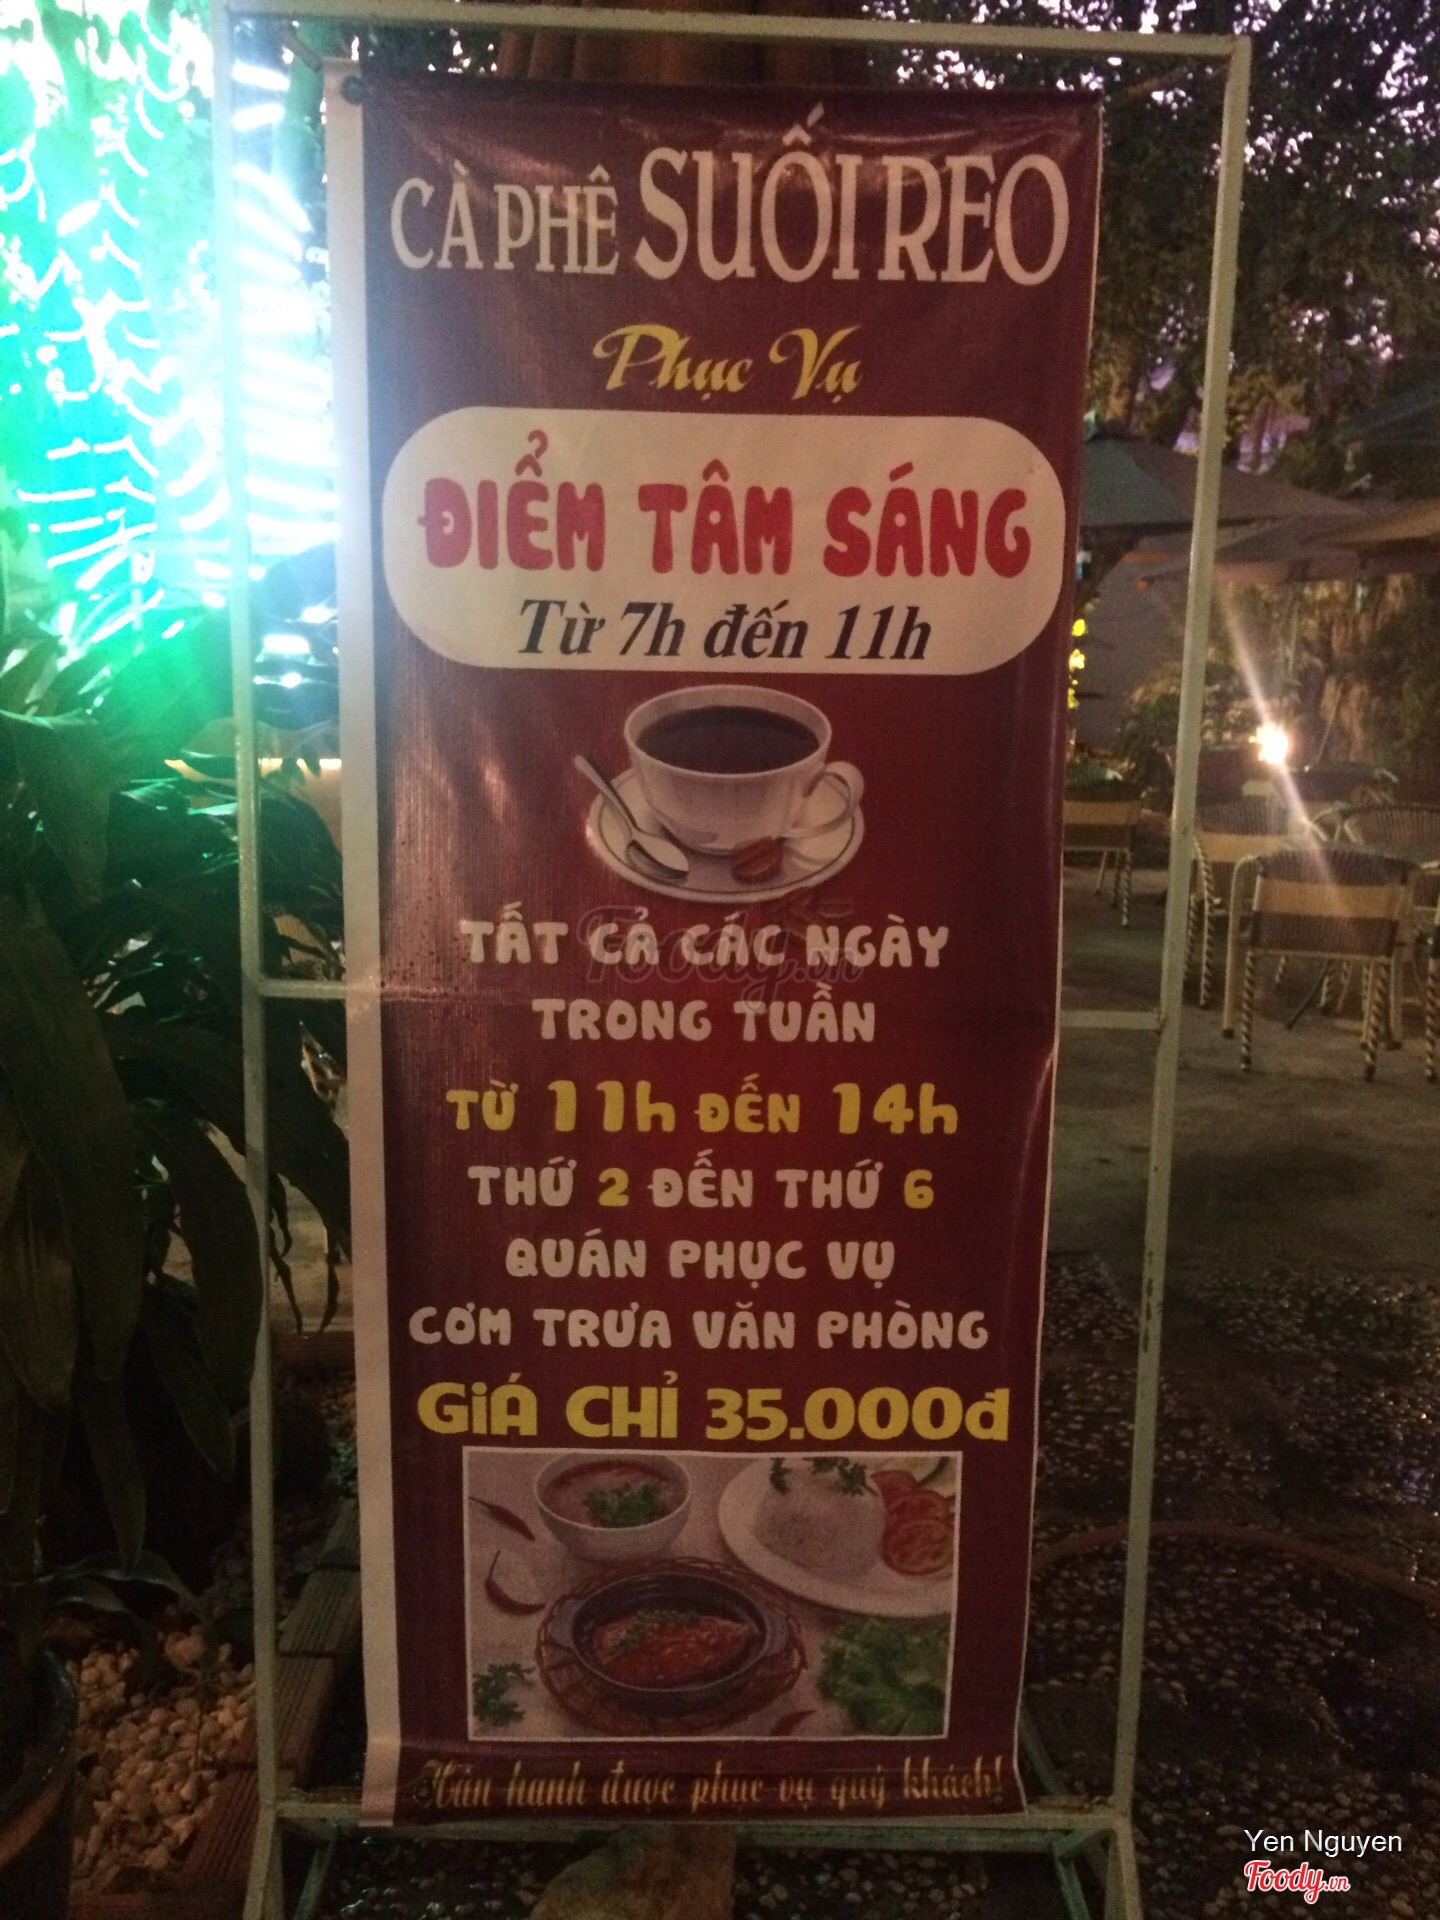 CÀ PHÊ SUỐI REO
Phục Vụ
ĐIỂM TÂM SÁNG
Từ 7h đến 11h
TẤT CẢ CÁC NGÀY
TRONG TUẦN
TỪ 11h ĐẾN 14h
THỨ 2 ĐẾN THỨ 6
QUÁN PHỤC VỤ
CƠM TRƯA VĂN PHÒNG
GIÁ CHỈ 35.000đ
Hân hạnh được phục vụ quý khách!
Foody.vn
Yen Nguyen
Foody.vn